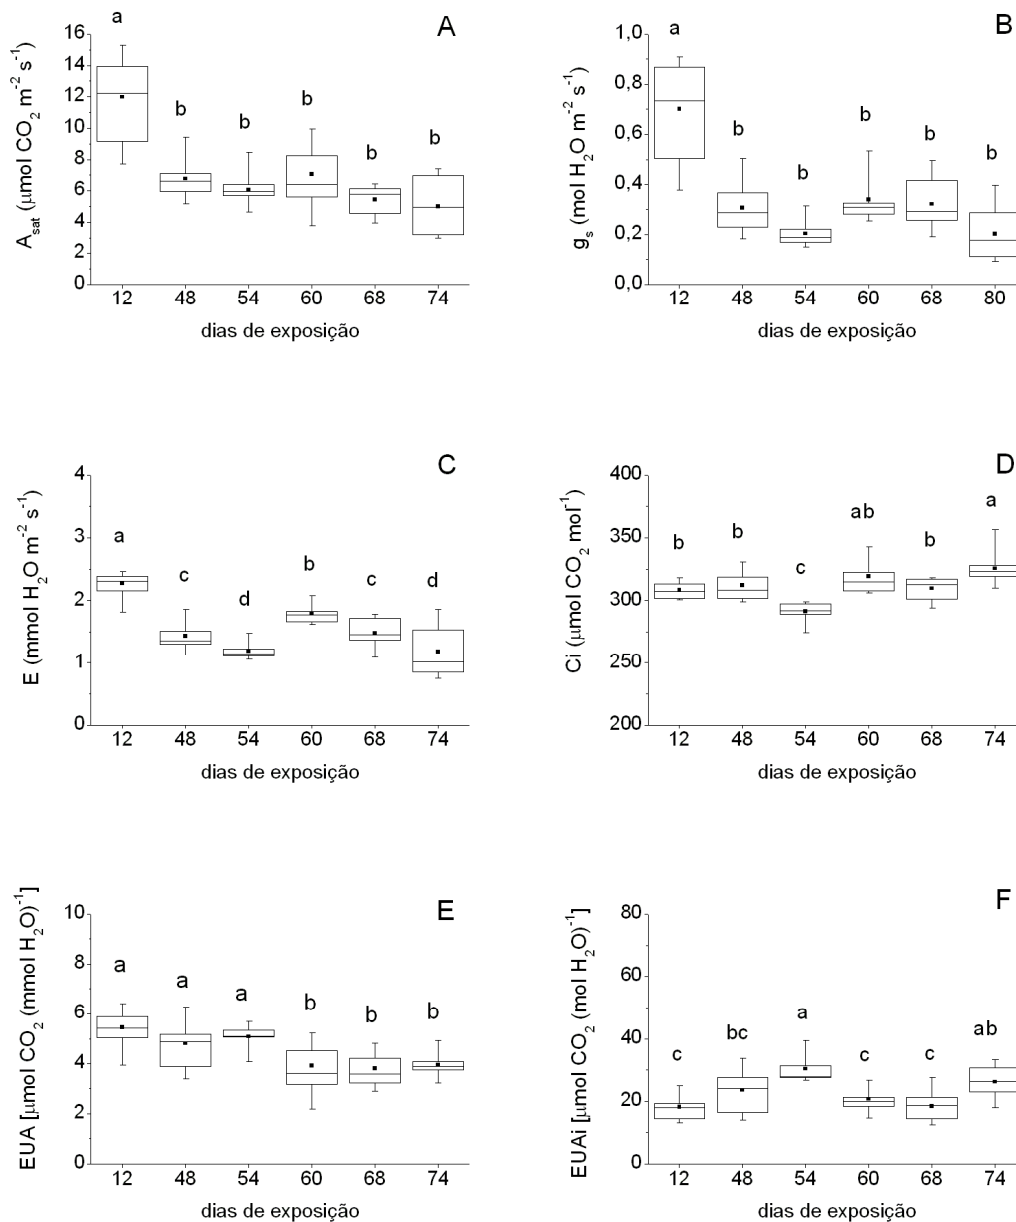 A
a
b
b
b
b
b
16
14
12
10
8
6
4
2
0
A_sat (μmol CO₂ m⁻² s⁻¹)
12 48 54 60 68 74
dias de exposição
B
a
b
b
b
b
b
1,0
0,8
0,6
0,4
0,2
0,0
g_s (mol H₂O m⁻² s⁻¹)
12 48 54 60 68 80
dias de exposição
C
a
c
d
b
c
d
4
3
2
1
0
E (mmol H₂O m⁻² s⁻¹)
12 48 54 60 68 74
dias de exposição
D
b
b
c
ab
b
a
400
350
300
250
200
Ci (μmol CO₂ mol⁻¹)
12 48 54 60 68 74
dias de exposição
E
a
a
a
b
b
b
10
8
6
4
2
0
EUA [μmol CO₂ (mmol H₂O)⁻¹]
12 48 54 60 68 74
dias de exposição
F
c
bc
a
c
c
ab
80
60
40
20
0
EUAi [μmol CO₂ (mol H₂O)⁻¹]
12 48 54 60 68 74
dias de exposição